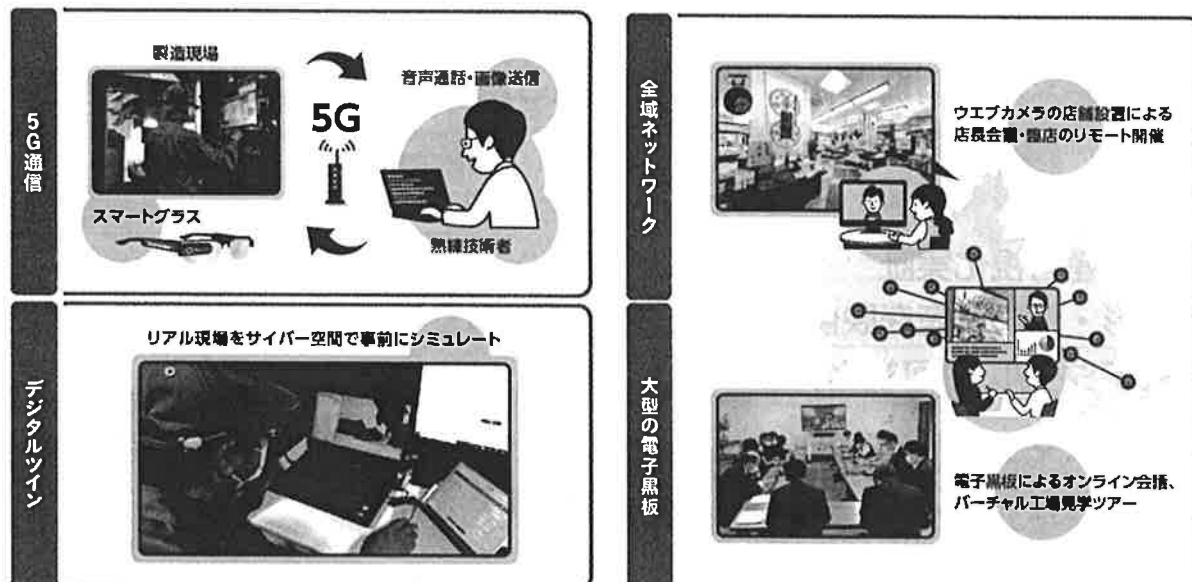 5G通信
製造現場
5G
音声通話・画像送信
スマートグラス
熟練技術者
デジタルツイン
リアル現場をサイバー空間で事前にシミュレート
全域ネットワーク
ウエブカメラの店舗設置による
店長会議・臨店のリモート開催
大型の電子黒板
電子黒板によるオンライン会議、
バーチャル工場見学ツアー